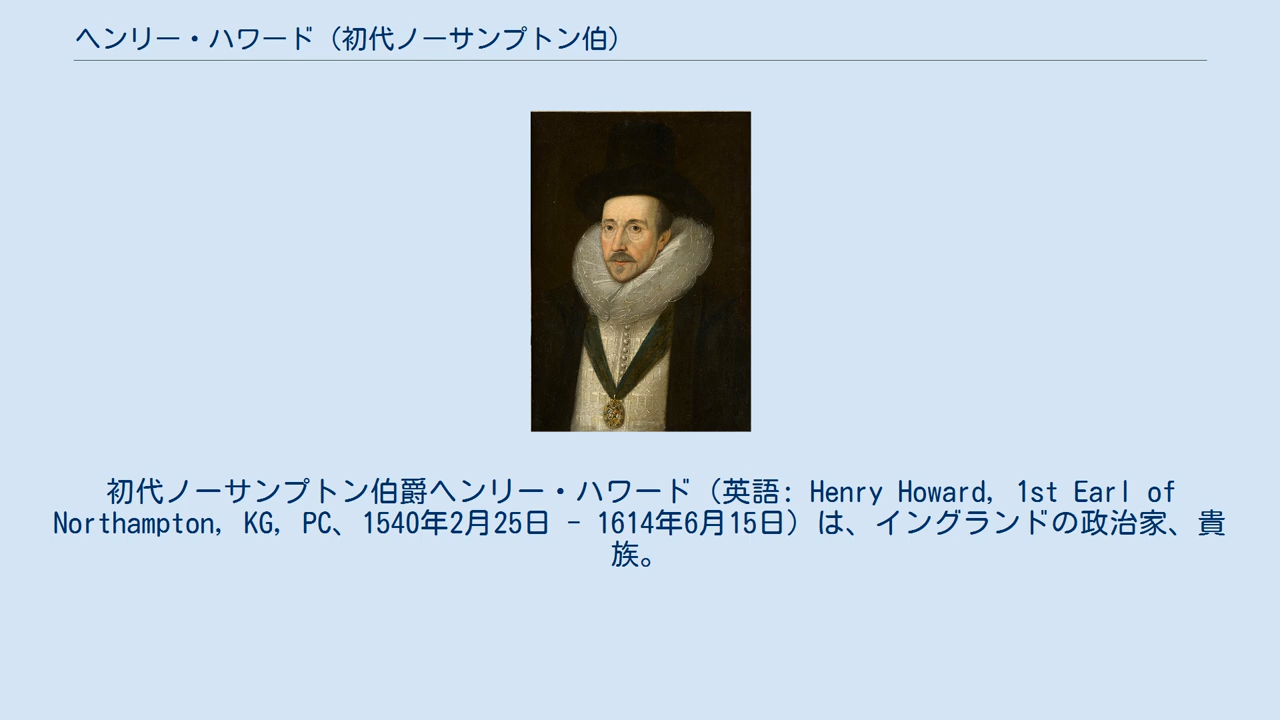 ヘンリー・ハワード（初代ノーサンプトン伯）
初代ノーサンプトン伯爵ヘンリー・ハワード（英語: Henry Howard, 1st Earl of
Northampton, KG, PC、1540年2月25日 - 1614年6月15日）は、イングランドの政治家、貴
族。